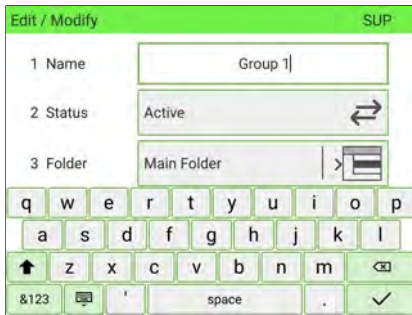 Edit / Modify SUP
1 Name Group 1
2 Status Active
3 Folder Main Folder
q w e r t y u i o p
a s d f g h j k l
z x c v b n m
&123 ' space .